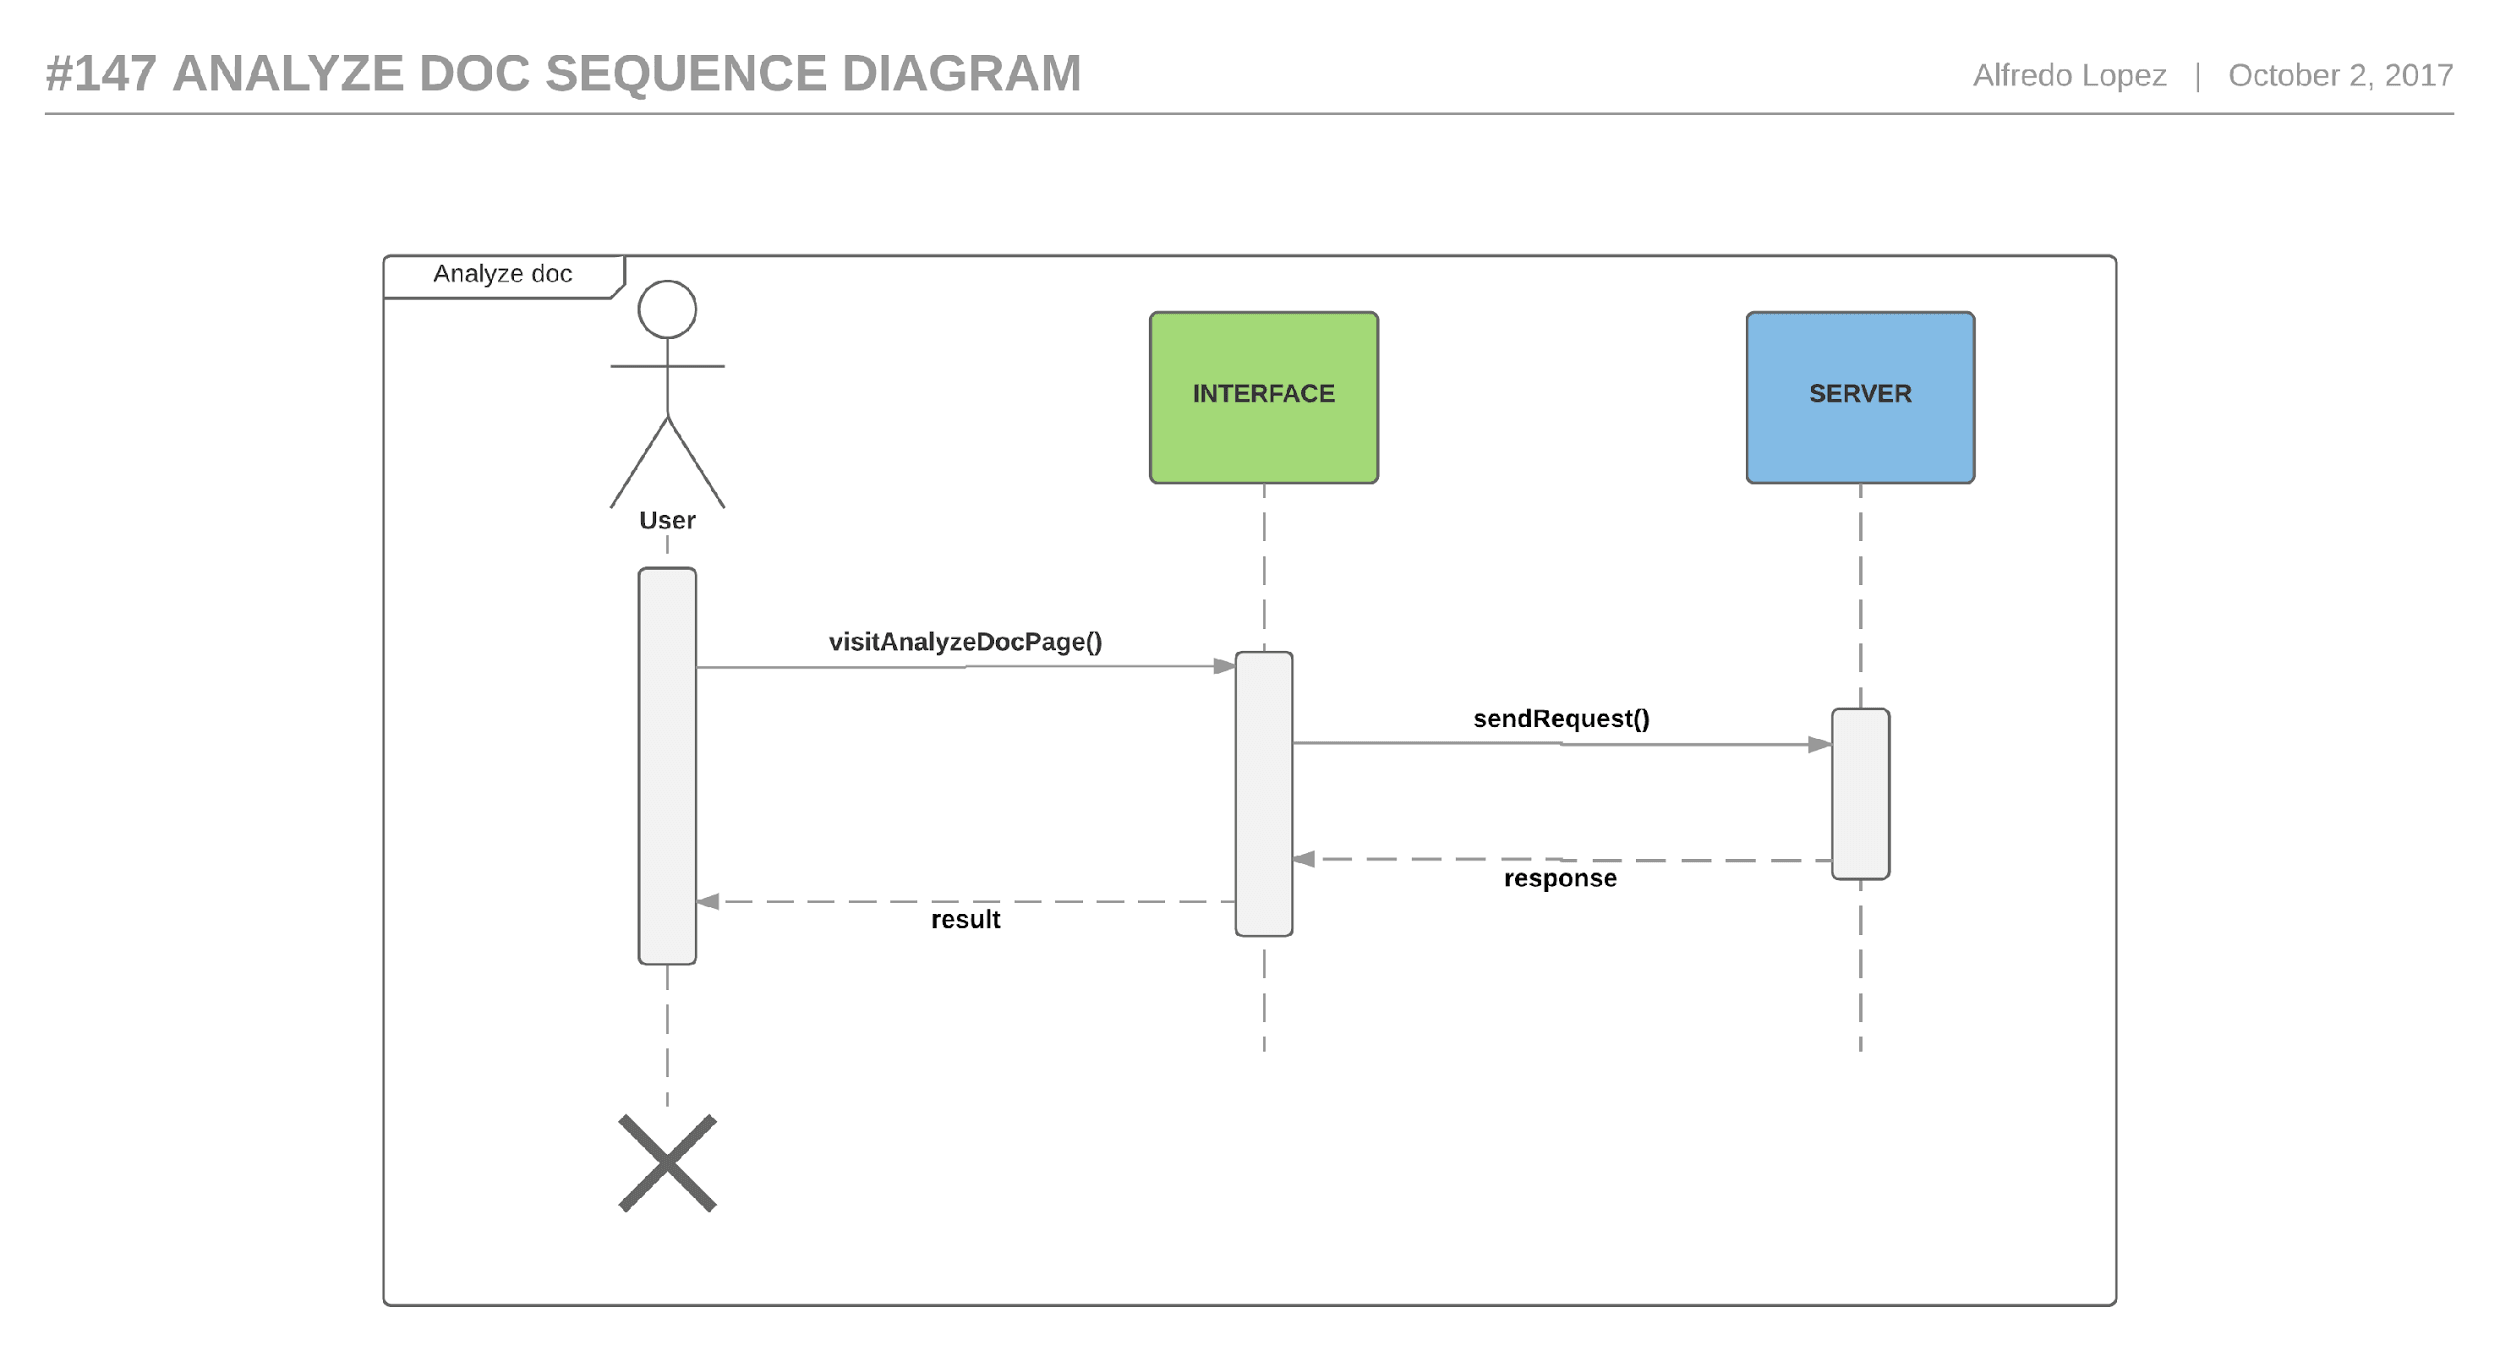 #147 ANALYZE DOC SEQUENCE DIAGRAM
Alfredo Lopez | October 2, 2017
Analyze doc
INTERFACE
SERVER
User
visitAnalyzeDocPage()
sendRequest()
response
result